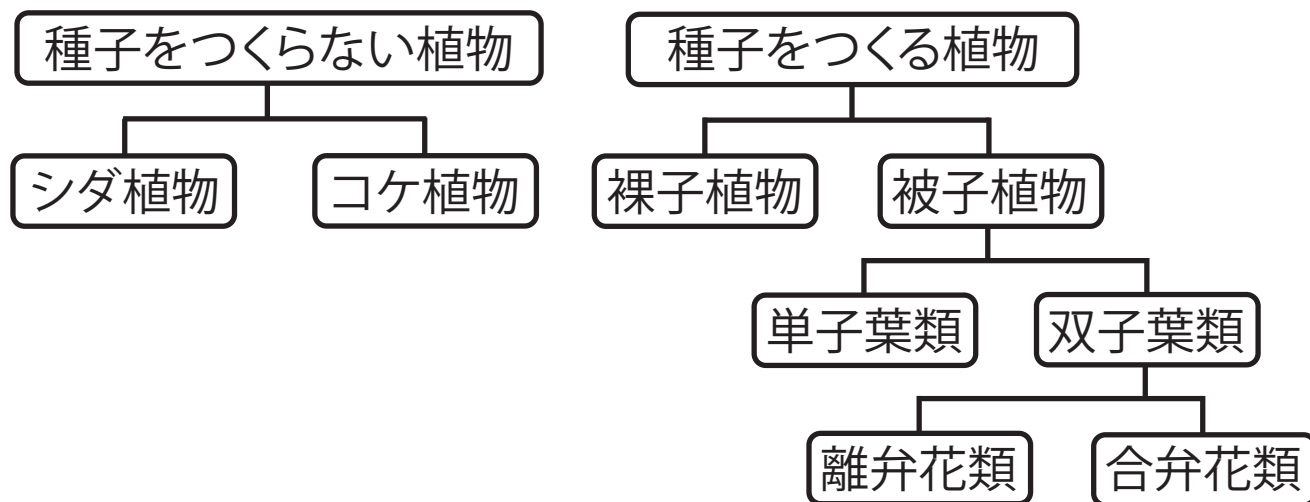 種子をつくらない植物
種子をつくる植物
シダ植物
コケ植物
裸子植物
被子植物
単子葉類
双子葉類
離弁花類
合弁花類